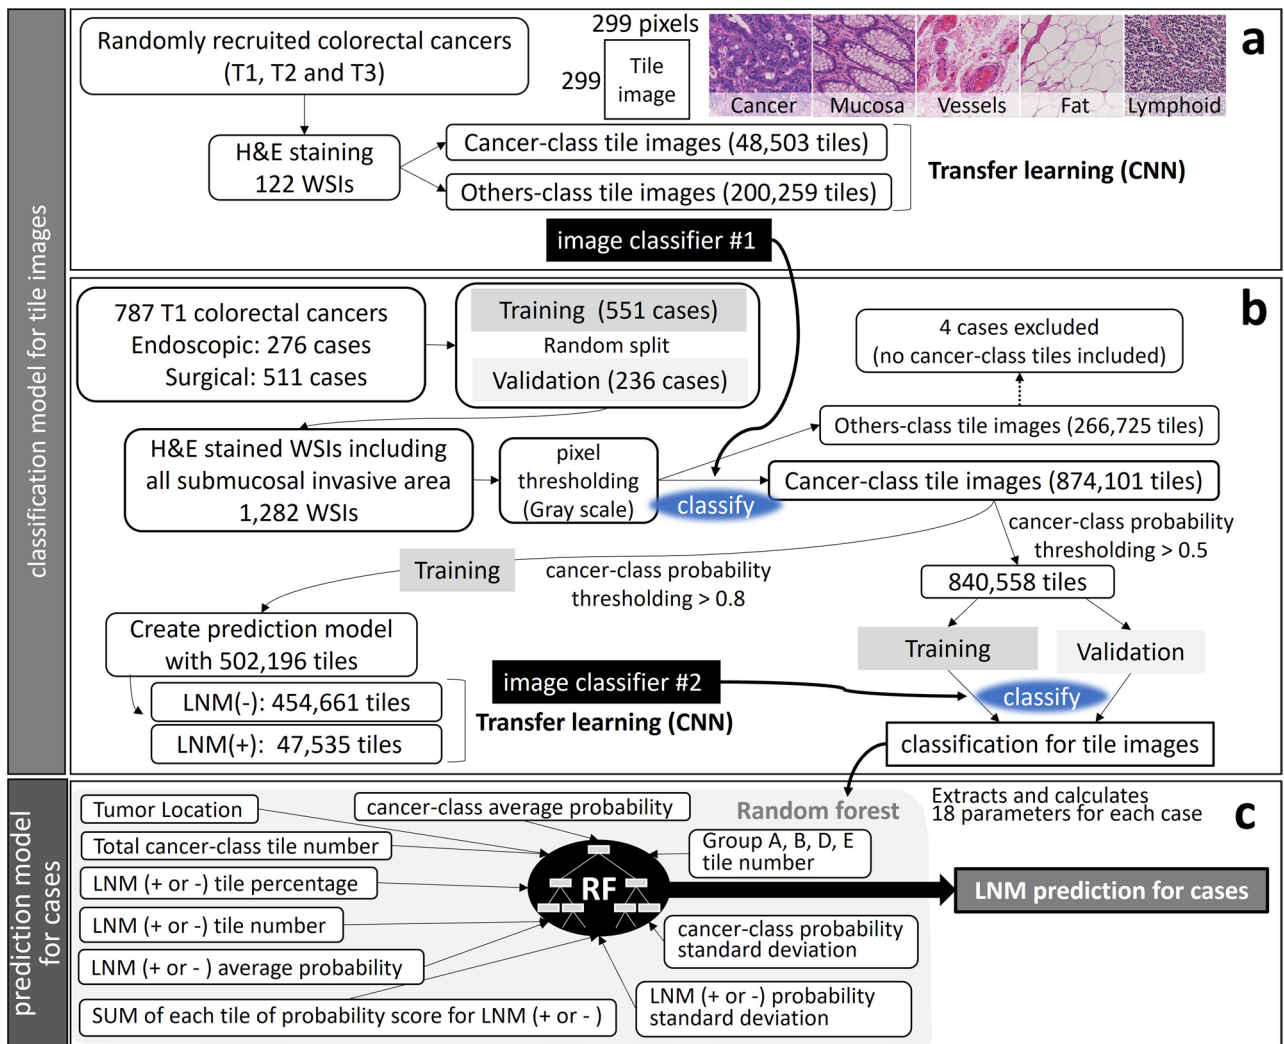 classification model for tile images
a
Randomly recruited colorectal cancers
(T1, T2 and T3)
299 pixels
299
Tile
image
Cancer
Mucosa
Vessels
Fat
Lymphoid
H&E staining
122 WSIs
Cancer-class tile images (48,503 tiles)
Others-class tile images (200,259 tiles)
Transfer learning (CNN)
image classifier #1
b
787 T1 colorectal cancers
Endoscopic: 276 cases
Surgical: 511 cases
Training (551 cases)
Random split
Validation (236 cases)
4 cases excluded
(no cancer-class tiles included)
H&E stained WSIs including
all submucosal invasive area
1,282 WSIs
pixel
thresholding
(Gray scale)
classify
Others-class tile images (266,725 tiles)
Cancer-class tile images (874,101 tiles)
cancer-class probability
thresholding > 0.5
Training
cancer-class probability
thresholding > 0.8
840,558 tiles
Training
Validation
Create prediction model
with 502,196 tiles
LNM(-): 454,661 tiles
LNM(+): 47,535 tiles
image classifier #2
Transfer learning (CNN)
classify
classification for tile images
prediction model
for cases
c
Random forest
Extracts and calculates
18 parameters for each case
Tumor Location
cancer-class average probability
Total cancer-class tile number
Group A, B, D, E
tile number
LNM (+ or -) tile percentage
RF
LNM prediction for cases
LNM (+ or -) tile number
cancer-class probability
standard deviation
LNM (+ or - ) average probability
LNM (+ or -) probability
standard deviation
SUM of each tile of probability score for LNM (+ or - )